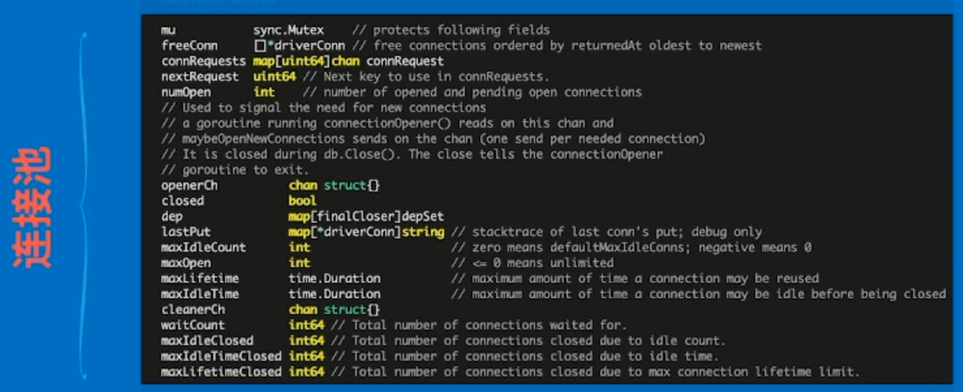 连接池
mu sync.Mutex // protects following fields
freeConn []*driverConn // free connections ordered by returnedAt oldest to newest
connRequests map[uint64]chan connRequest
nextRequest uint64 // Next key to use in connRequests.
numOpen int // number of opened and pending open connections
// Used to signal the need for new connections
// a goroutine running connectionOpener() reads on this chan and
// maybeOpenNewConnections sends on the chan (one send per needed connection)
// It is closed during db.Close(). The close tells the connectionOpener
// goroutine to exit.
openerCh chan struct{}
closed bool
dep map[finalCloser]depSet
lastPut map[*driverConn]string // stacktrace of last conn's put; debug only
maxIdleCount int // zero means defaultMaxIdleConns; negative means 0
maxOpen int // <= 0 means unlimited
maxLifetime time.Duration // maximum amount of time a connection may be reused
maxIdleTime time.Duration // maximum amount of time a connection may be idle before being closed
cleanerCh chan struct{}
waitCount int64 // Total number of connections waited for.
maxIdleClosed int64 // Total number of connections closed due to idle count.
maxIdleTimeClosed int64 // Total number of connections closed due to idle time.
maxLifetimeClosed int64 // Total number of connections closed due to max connection lifetime limit.